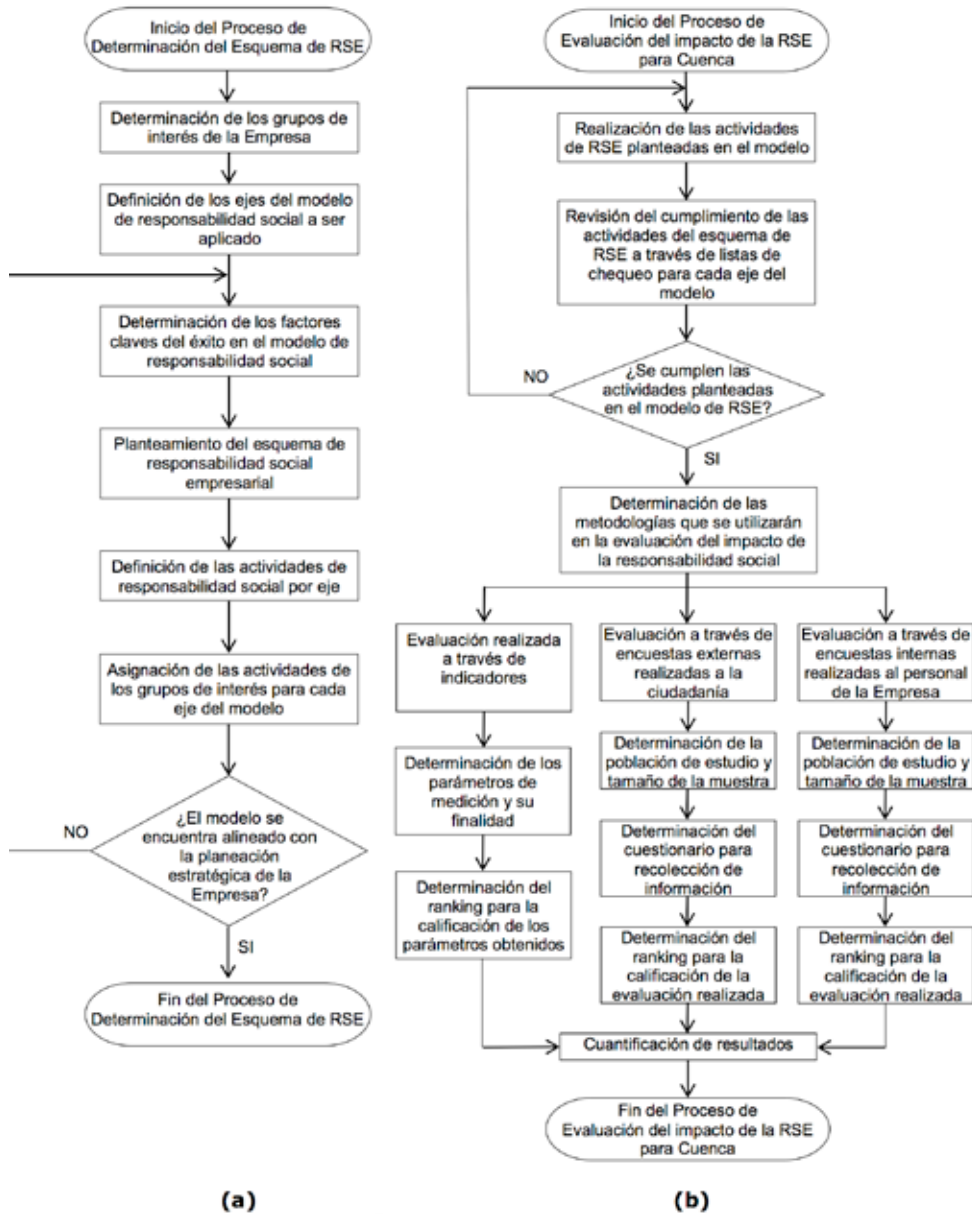 Inicio del Proceso de
Determinación del Esquema de RSE
Determinación de los grupos de
interés de la Empresa
Definición de los ejes del modelo
de responsabilidad social a ser
aplicado
Determinación de los factores
claves del éxito en el modelo de
responsabilidad social
Planteamiento del esquema de
responsabilidad social
empresarial
Definición de las actividades de
responsabilidad social por eje
Asignación de las actividades de
los grupos de interés para cada
eje del modelo
NO
¿El modelo se
encuentra alineado con
la planeación
estratégica de la
Empresa?
SI
Fin del Proceso de
Determinación del Esquema de RSE
(a)
Inicio del Proceso de
Evaluación del impacto de la RSE
para Cuenca
Realización de las actividades
de RSE planteadas en el modelo
Revisión del cumplimiento de las
actividades del esquema de
RSE a través de listas de
chequeo para cada eje del
modelo
NO
¿Se cumplen las
actividades planteadas
en el modelo de RSE?
SI
Determinación de las
metodologías que se utilizarán
en la evaluación del impacto de
la responsabilidad social
Evaluación realizada
a través de
indicadores
Determinación de los
parámetros de
medición y su
finalidad
Determinación del
ranking para la
calificación de los
parámetros obtenidos
Evaluación a través de
encuestas externas
realizadas a la
ciudadanía
Determinación de la
población de estudio y
tamaño de la muestra
Determinación del
cuestionario para
recolección de
información
Determinación del
ranking para la
calificación de la
evaluación realizada
Evaluación a través de
encuestas internas
realizadas al personal
de la Empresa
Determinación de la
población de estudio y
tamaño de la muestra
Determinación del
cuestionario para
recolección de
información
Determinación del
ranking para la
calificación de la
evaluación realizada
Cuantificación de resultados
Fin del Proceso de
Evaluación del impacto de la RSE
para Cuenca
(b)